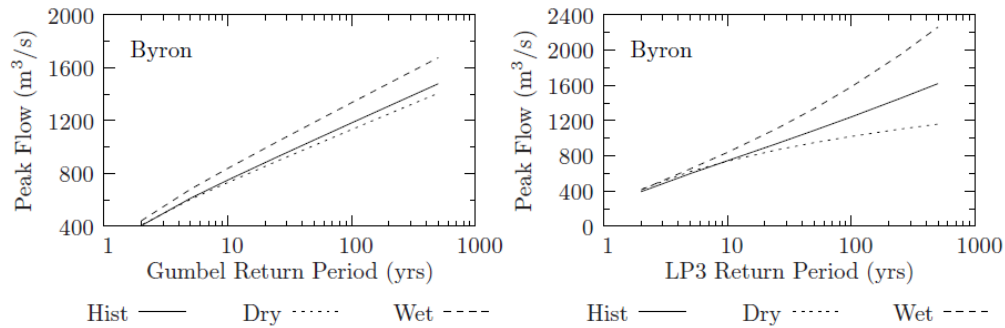 2000
1600
1200
800
400
Peak Flow (m³/s)
Byron
1
10
100
1000
Gumbel Return Period (yrs)
Hist
Dry
Wet
2400
2000
1600
1200
800
400
0
Peak Flow (m³/s)
Byron
1
10
100
1000
LP3 Return Period (yrs)
Hist
Dry
Wet